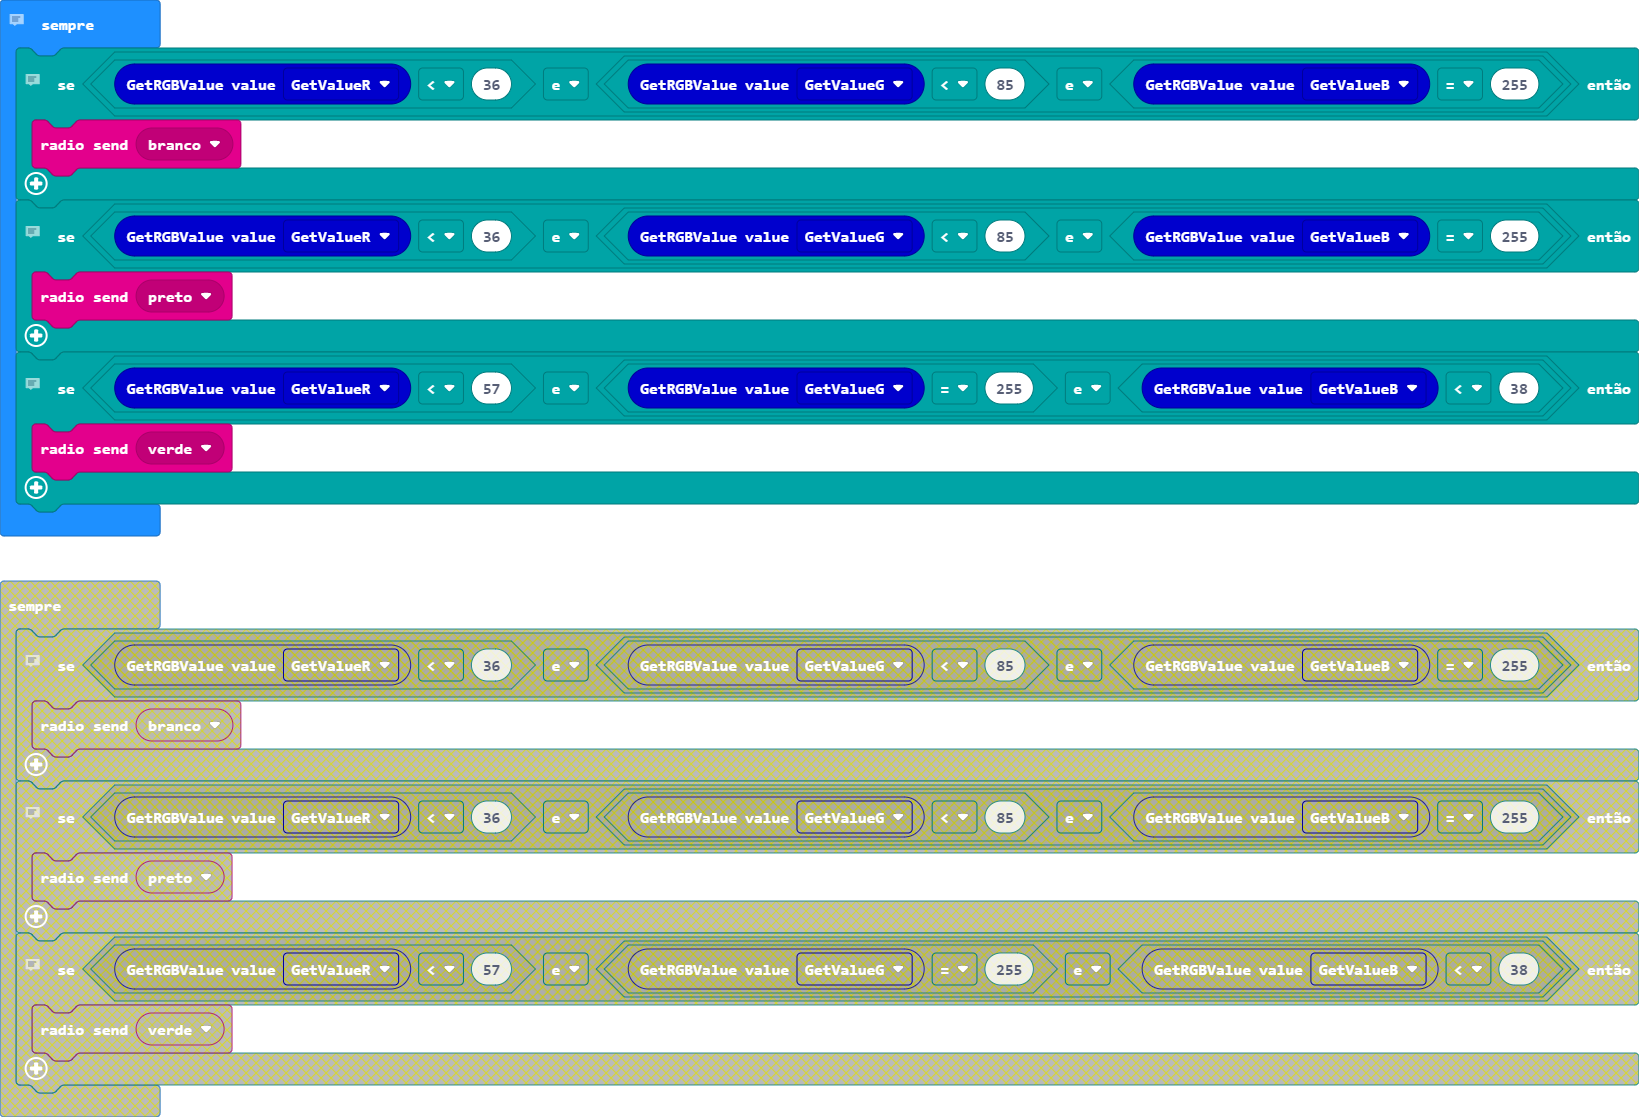 sempre
se GetRGBValue value GetValueR < 36 e GetRGBValue value GetValueG < 85 e GetRGBValue value GetValueB = 255 então
radio send branco
se GetRGBValue value GetValueR < 36 e GetRGBValue value GetValueG < 85 e GetRGBValue value GetValueB = 255 então
radio send preto
se GetRGBValue value GetValueR < 57 e GetRGBValue value GetValueG = 255 e GetRGBValue value GetValueB < 38 então
radio send verde
sempre
se GetRGBValue value GetValueR < 36 e GetRGBValue value GetValueG < 85 e GetRGBValue value GetValueB = 255 então
radio send branco
se GetRGBValue value GetValueR < 36 e GetRGBValue value GetValueG < 85 e GetRGBValue value GetValueB = 255 então
radio send preto
se GetRGBValue value GetValueR < 57 e GetRGBValue value GetValueG = 255 e GetRGBValue value GetValueB < 38 então
radio send verde